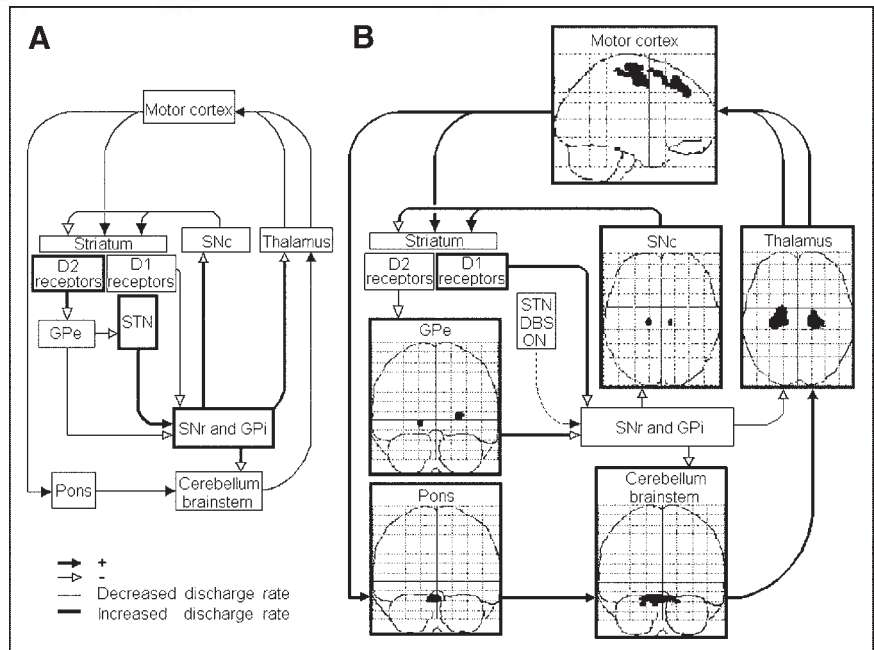 A
Motor cortex
Striatum
SNc
Thalamus
D2
receptors
D1
receptors
GPe
STN
SNr and GPi
Pons
Cerebellum
brainstem
+
-
Decreased discharge rate
Increased discharge rate
B
Motor cortex
Striatum
D2
receptors
D1
receptors
SNc
Thalamus
STN
DBS
ON
GPe
SNr and GPi
Pons
Cerebellum
brainstem